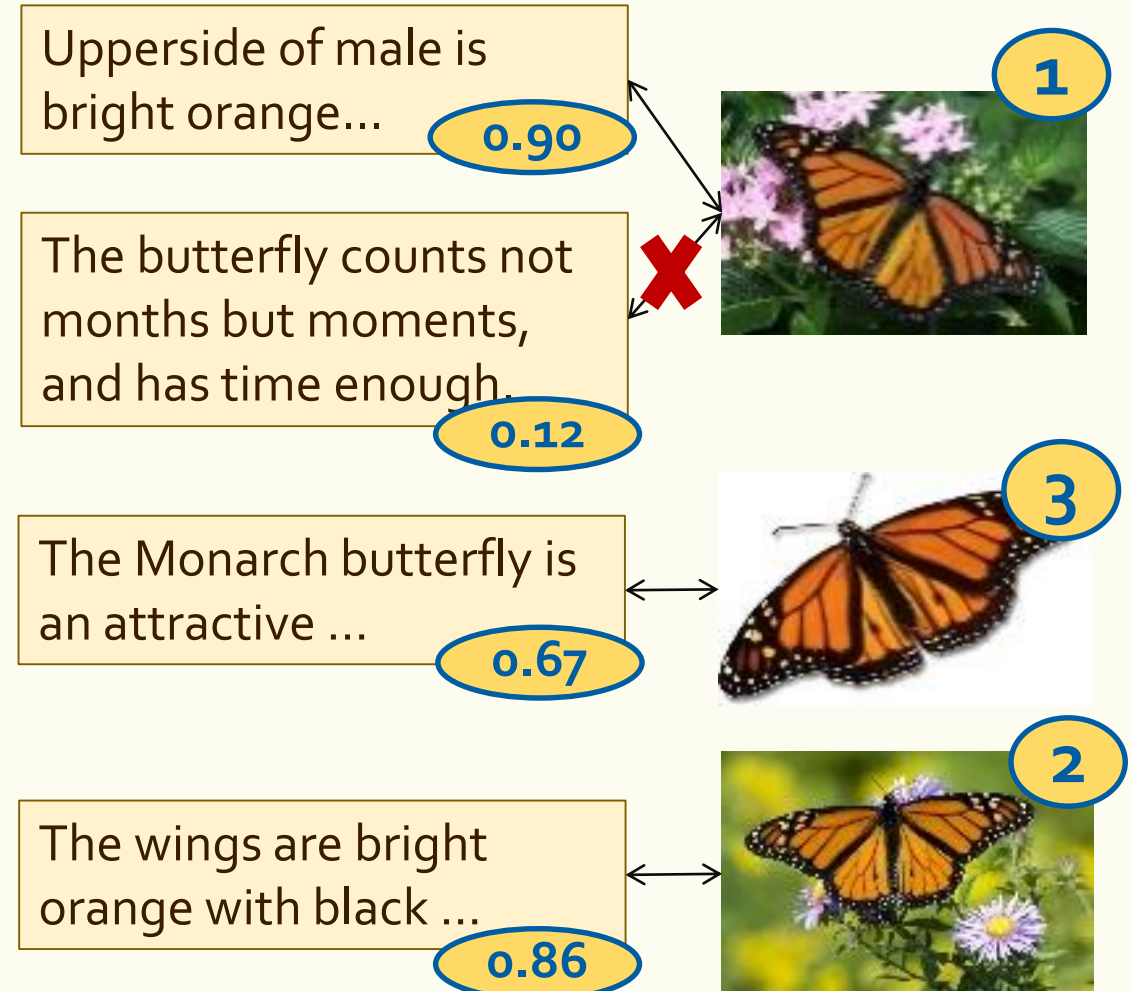 Upperside of male is
bright orange...
0.90
1
The butterfly counts not
months but moments,
and has time enough.
0.12
The Monarch butterfly is
an attractive ...
0.67
3
The wings are bright
orange with black ...
0.86
2